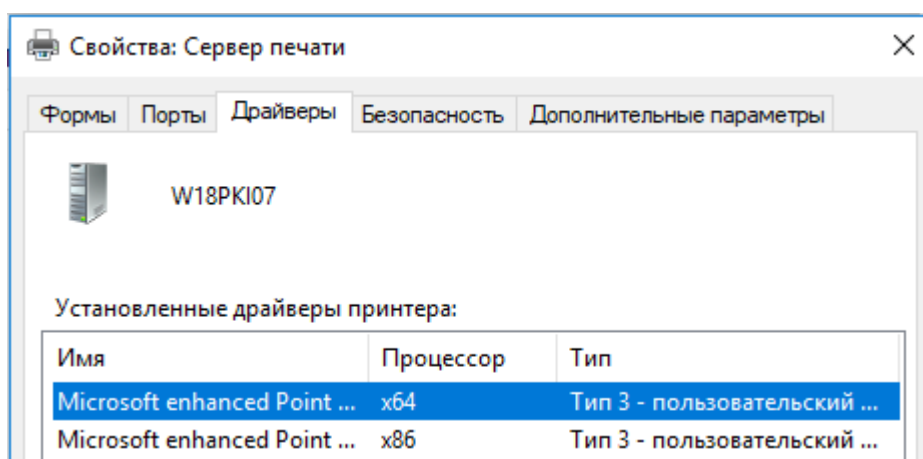 Свойства: Сервер печати
Формы Порты Драйверы Безопасность Дополнительные параметры
W18PKI07
Установленные драйверы принтера:
Имя Процессор Тип
Microsoft enhanced Point ... x64 Тип 3 - пользовательский ...
Microsoft enhanced Point ... x86 Тип 3 - пользовательский ...